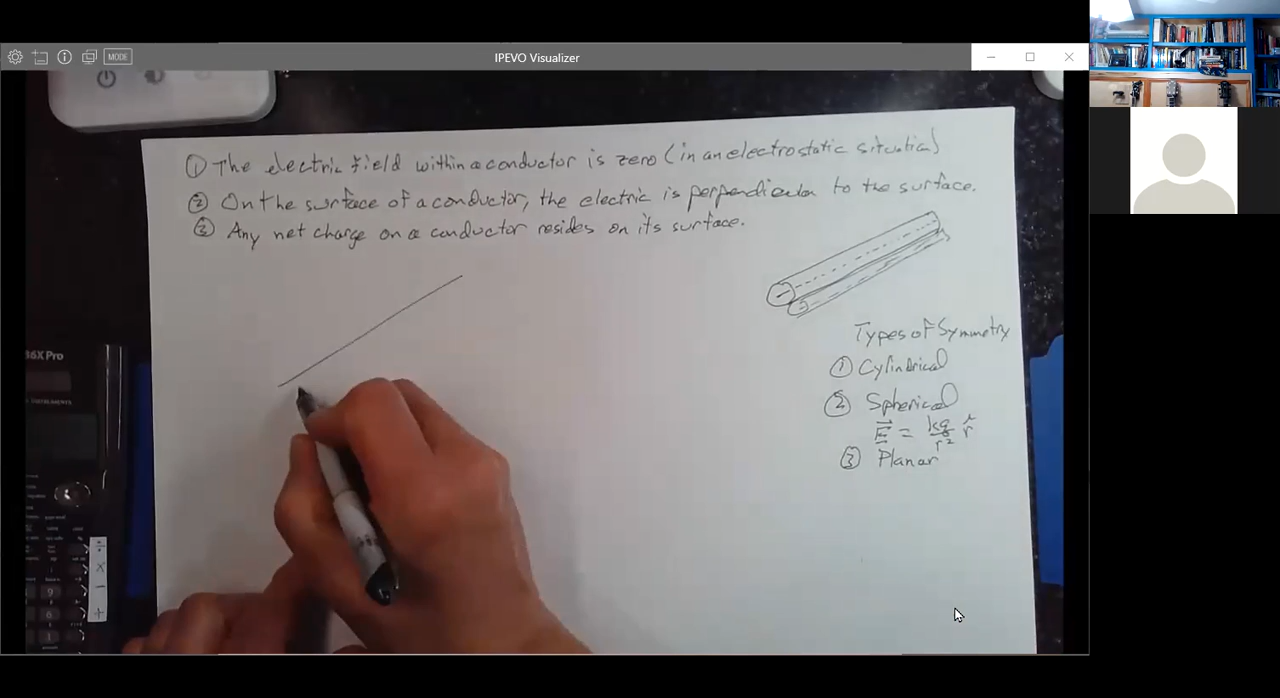 MODE
IPEVO Visualizer
① The electric field within a conductor is zero (in an electrostatic situation)
② On the surface of a conductor, the electric is perpendicular to the surface.
③ Any net charge on a conductor resides on its surface.
Types of Symmetry
① Cylindrical
② Spherical
E⃗ = kq/r² r̂
③ Planar
36X Pro